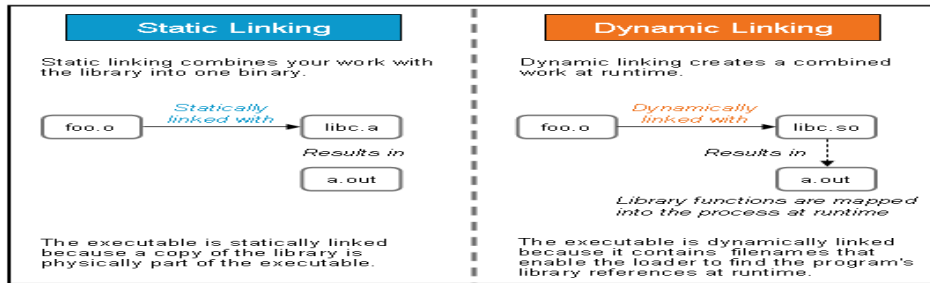 Static Linking
Static linking combines your work with
the library into one binary.
Statically
linked with
foo.o
libc.a
Results in
a.out
The executable is statically linked
because a copy of the library is
physically part of the executable.
Dynamic Linking
Dynamic linking creates a combined
work at runtime.
Dynamically
linked with
foo.o
libc.so
Results in
a.out
Library functions are mapped
into the process at runtime
The executable is dynamically linked
because it contains filenames that
enable the loader to find the program's
library references at runtime.